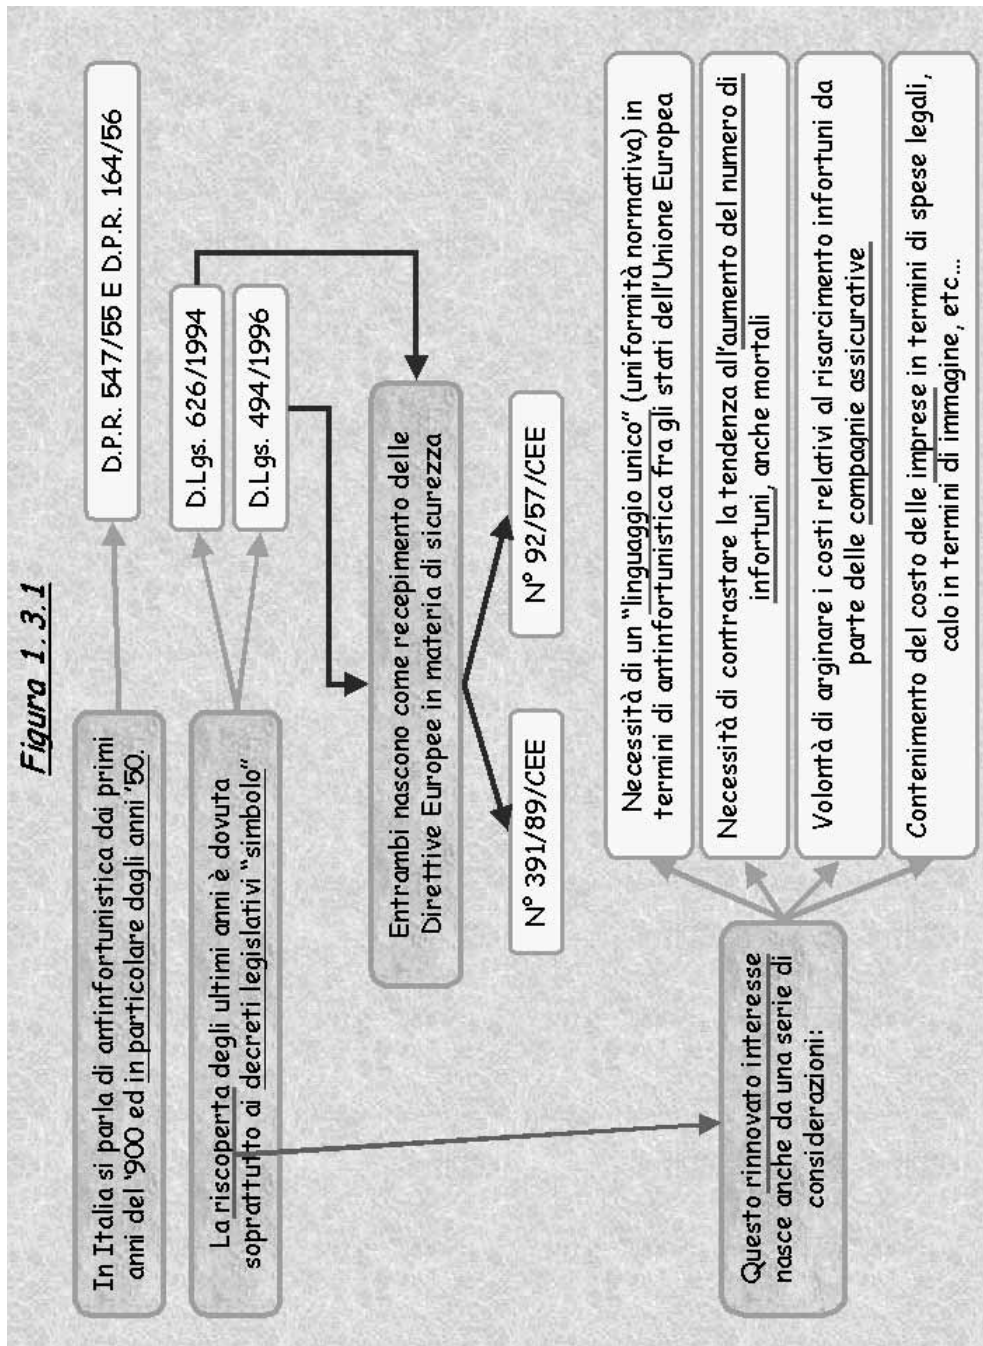 Figura 1.3.1
In Italia si parla di antinfortunistica dai primi
anni del '900 ed in particolare dagli anni '50.
D.P.R. 547/55 E D.P.R. 164/56
La riscoperta degli ultimi anni è dovuta
soprattutto ai decreti legislativi "simbolo"
D.Lgs. 626/1994
D.Lgs. 494/1996
Entrambi nascono come recepimento delle
Direttive Europee in materia di sicurezza
N° 391/89/CEE
N° 92/57/CEE
Questo rinnovato interesse
nasce anche da una serie di
considerazioni:
Necessità di un "linguaggio unico" (uniformità normativa) in
termini di antinfortunistica fra gli stati dell'Unione Europea
Necessità di contrastare la tendenza all'aumento del numero di
infortuni, anche mortali
Volontà di arginare i costi relativi al risarcimento infortuni da
parte delle compagnie assicurative
Contenimento del costo delle imprese in termini di spese legali,
calo in termini di immagine, etc...